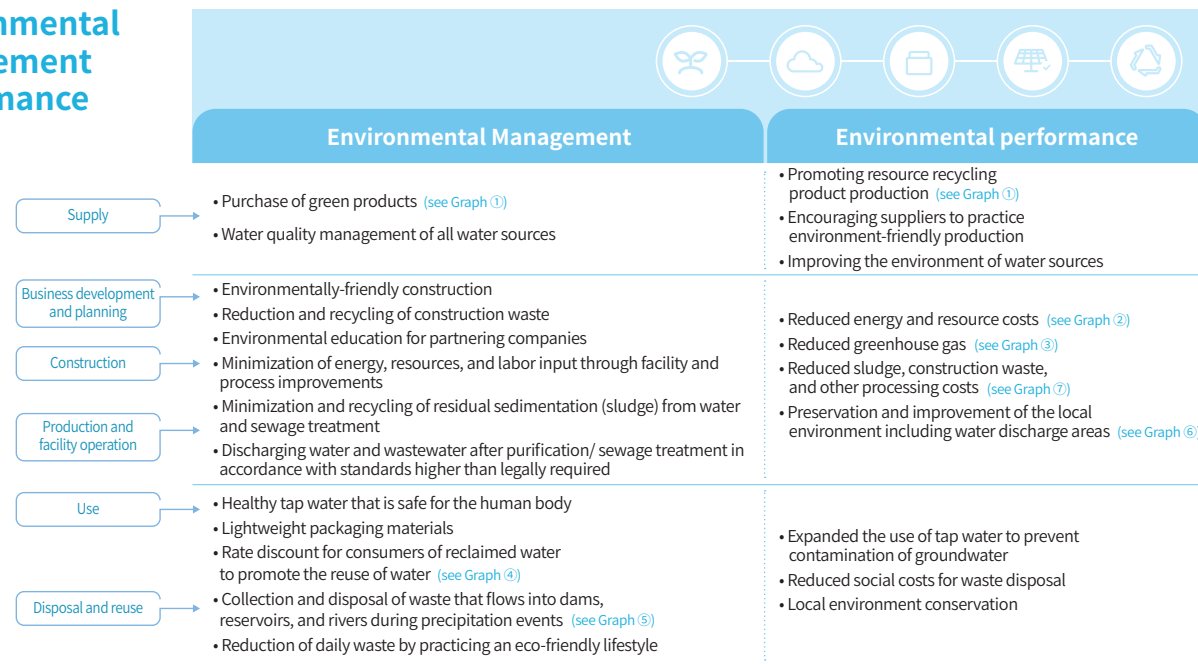 nmental
ement
mance
Environmental Management
Environmental performance
Supply
• Purchase of green products (see Graph ①)
• Water quality management of all water sources
• Promoting resource recycling
product production (see Graph ①)
• Encouraging suppliers to practice
environment-friendly production
• Improving the environment of water sources
Business development
and planning
Construction
Production and
facility operation
• Environmentally-friendly construction
• Reduction and recycling of construction waste
• Environmental education for partnering companies
• Minimization of energy, resources, and labor input through facility and
process improvements
• Minimization and recycling of residual sedimentation (sludge) from water
and sewage treatment
• Discharging water and wastewater after purification/ sewage treatment in
accordance with standards higher than legally required
• Reduced energy and resource costs (see Graph ②)
• Reduced greenhouse gas (see Graph ③)
• Reduced sludge, construction waste,
and other processing costs (see Graph ⑦)
• Preservation and improvement of the local
environment including water discharge areas (see Graph ⑥)
Use
Disposal and reuse
• Healthy tap water that is safe for the human body
• Lightweight packaging materials
• Rate discount for consumers of reclaimed water
to promote the reuse of water (see Graph ④)
• Collection and disposal of waste that flows into dams,
reservoirs, and rivers during precipitation events (see Graph ⑤)
• Reduction of daily waste by practicing an eco-friendly lifestyle
• Expanded the use of tap water to prevent
contamination of groundwater
• Reduced social costs for waste disposal
• Local environment conservation